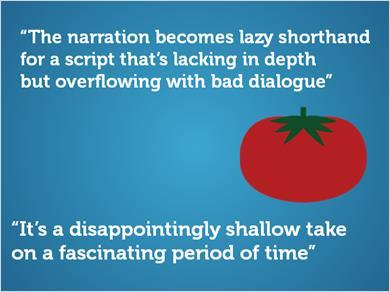 “The narration becomes lazy shorthand
for a script that’s lacking in depth
but overflowing with bad dialogue”
“It’s a disappointingly shallow take
on a fascinating period of time”